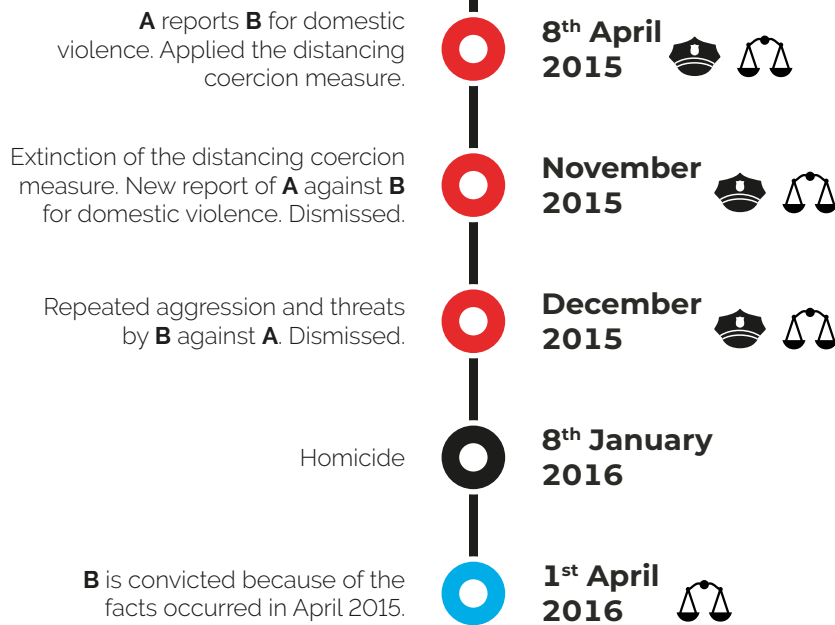 A reports B for domestic
violence. Applied the distancing
coercion measure.
8th April
2015
Extinction of the distancing coercion
measure. New report of A against B
for domestic violence. Dismissed.
November
2015
Repeated aggression and threats
by B against A. Dismissed.
December
2015
Homicide
8th January
2016
B is convicted because of the
facts occurred in April 2015.
1st April
2016